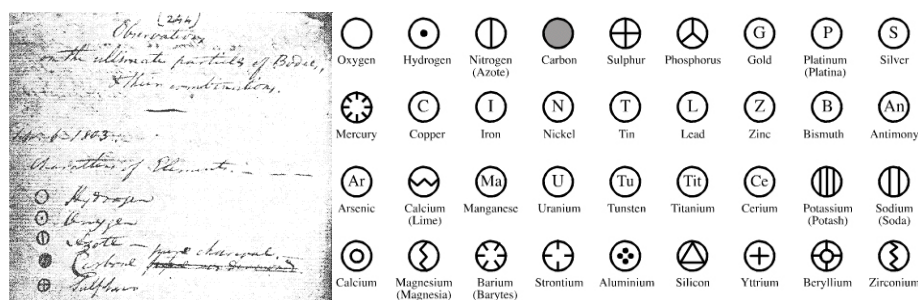 (244)
Observations
on the ultimate particles of Bodies,
& their combinations.
1803
Characters of Elements.
Hydrogen
Oxygen
Azote
Carbone pure charcoal
Sulphur
Oxygen Hydrogen Nitrogen (Azote) Carbon Sulphur Phosphorus Gold Platinum (Platina) Silver
G P S
Mercury Copper Iron Nickel Tin Lead Zinc Bismuth Antimony
C I N T L Z B An
Arsenic Calcium (Lime) Manganese Uranium Tunsten Titanium Cerium Potassium (Potash) Sodium (Soda)
Ar Ma U Tu Tit Ce
Calcium Magnesium (Magnesia) Barium (Barytes) Strontium Aluminium Silicon Yttrium Beryllium Zirconium